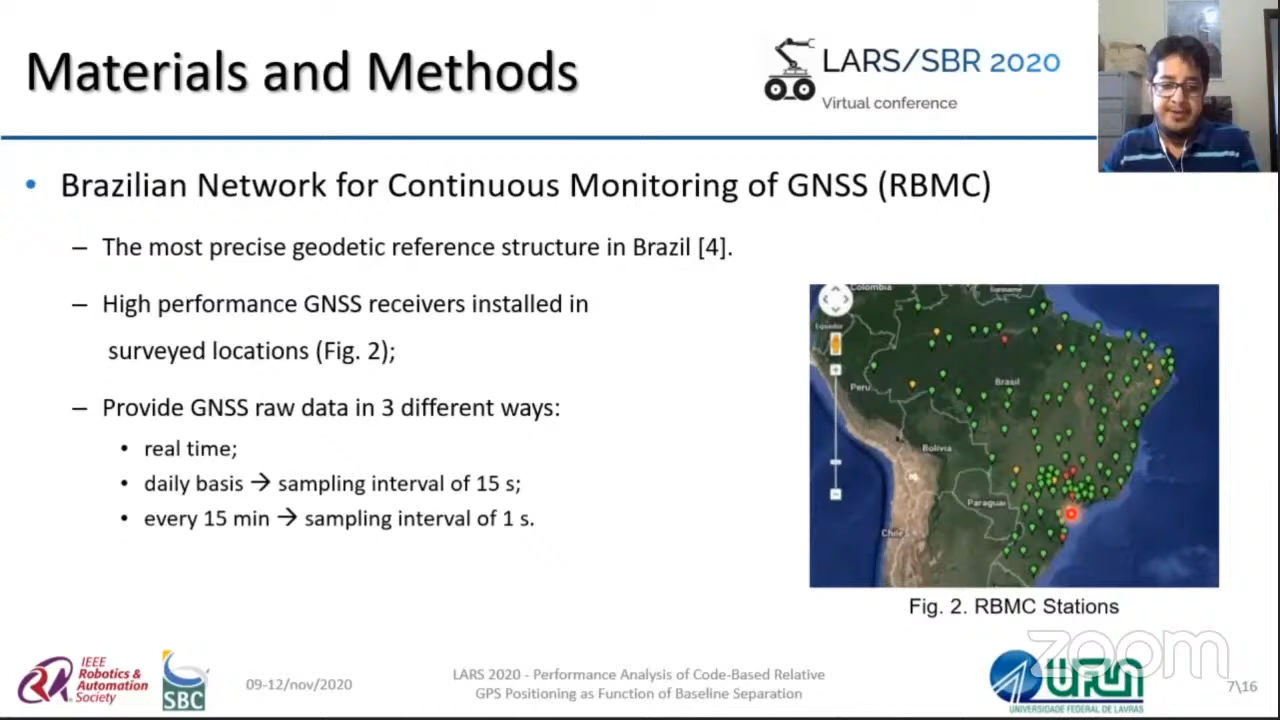 Materials and Methods
LARS/SBR 2020
Virtual conference
• Brazilian Network for Continuous Monitoring of GNSS (RBMC)
– The most precise geodetic reference structure in Brazil [4].
– High performance GNSS receivers installed in
surveyed locations (Fig. 2);
– Provide GNSS raw data in 3 different ways:
• real time;
• daily basis → sampling interval of 15 s;
• every 15 min → sampling interval of 1 s.
Colombia
Suriname
Equador
Peru
Brasil
Bolivia
Paraguai
Chile
Fig. 2. RBMC Stations
zoom
IEEE
Robotics &
Automation
Society
SBC
09-12/nov/2020
LARS 2020 - Performance Analysis of Code-Based Relative
GPS Positioning as Function of Baseline Separation
UNIVERSIDADE FEDERAL DE LAVRAS
7\16